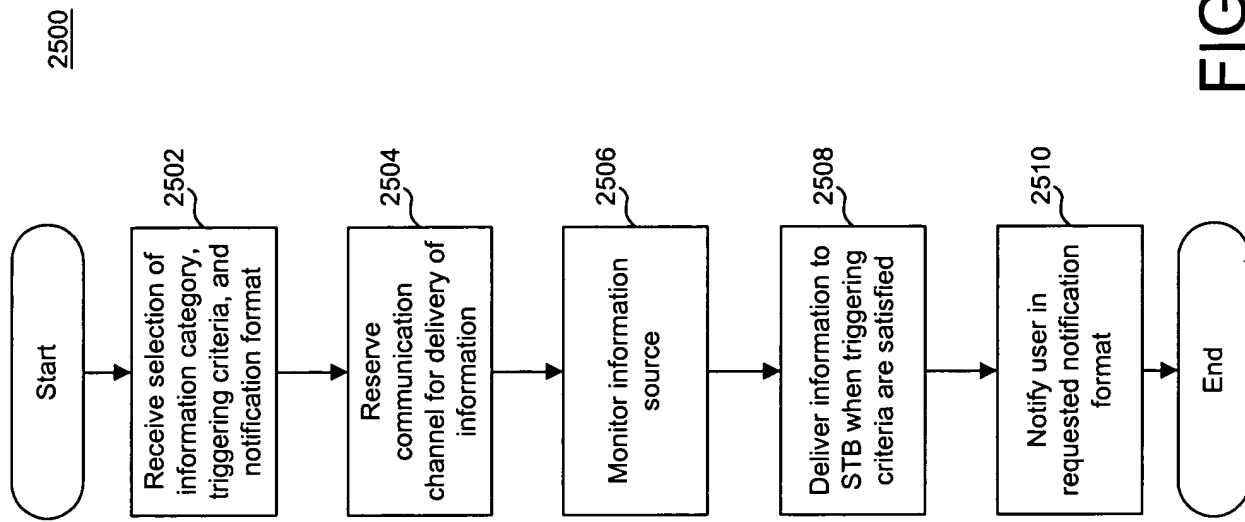 2500
Start
2502
Receive selection of
information category,
triggering criteria, and
notification format
2504
Reserve
communication
channel for delivery of
information
2506
Monitor information
source
2508
Deliver information to
STB when triggering
criteria are satisfied
2510
Notify user in
requested notification
format
End
FIG